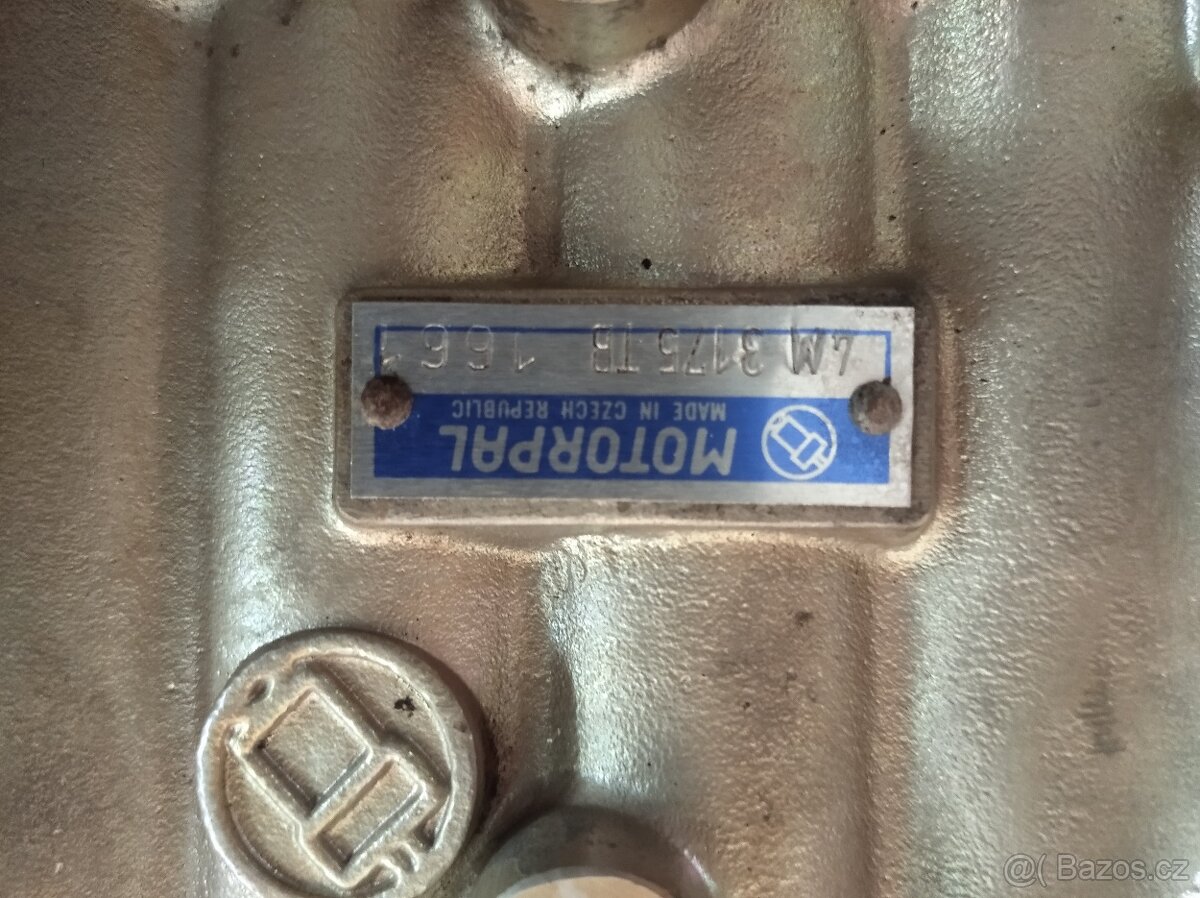 MOTORPAL
MADE IN CZECH REPUBLIC
4M 3175 TB 1661
@( Bazos.cz